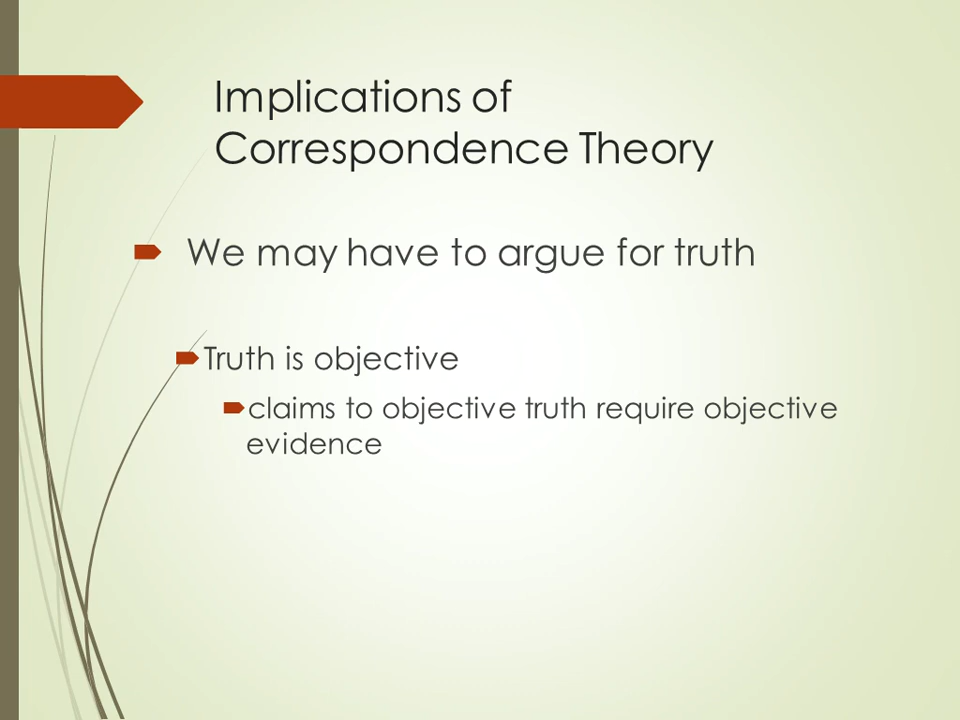 Implications of
Correspondence Theory
We may have to argue for truth
Truth is objective
claims to objective truth require objective
evidence